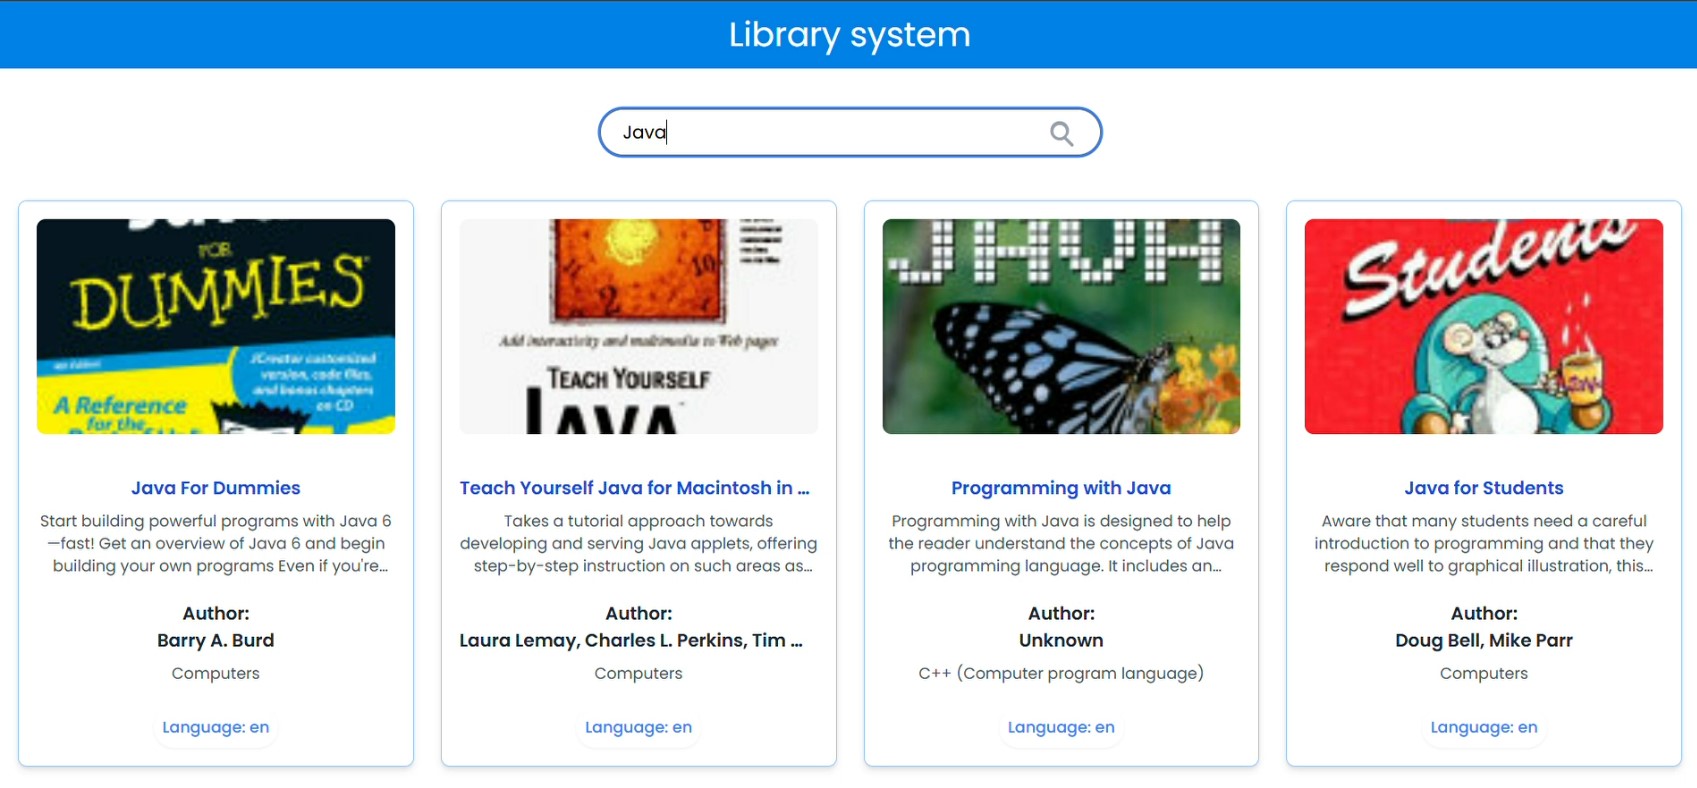 Library system
Java
FOR
DUMMIES
JCreator customized
version, code files,
and bonus chapters
on CD
A Reference
for the
Add interactivity and multimedia to Web pages
TEACH YOURSELF
JAVA
JAVA
Students
Java For Dummies
Start building powerful programs with Java 6
—fast! Get an overview of Java 6 and begin
building your own programs Even if you're...
Author:
Barry A. Burd
Computers
Language: en
Teach Yourself Java for Macintosh in ...
Takes a tutorial approach towards
developing and serving Java applets, offering
step-by-step instruction on such areas as...
Author:
Laura Lemay, Charles L. Perkins, Tim ...
Computers
Language: en
Programming with Java
Programming with Java is designed to help
the reader understand the concepts of Java
programming language. It includes an...
Author:
Unknown
C++ (Computer program language)
Language: en
Java for Students
Aware that many students need a careful
introduction to programming and that they
respond well to graphical illustration, this...
Author:
Doug Bell, Mike Parr
Computers
Language: en